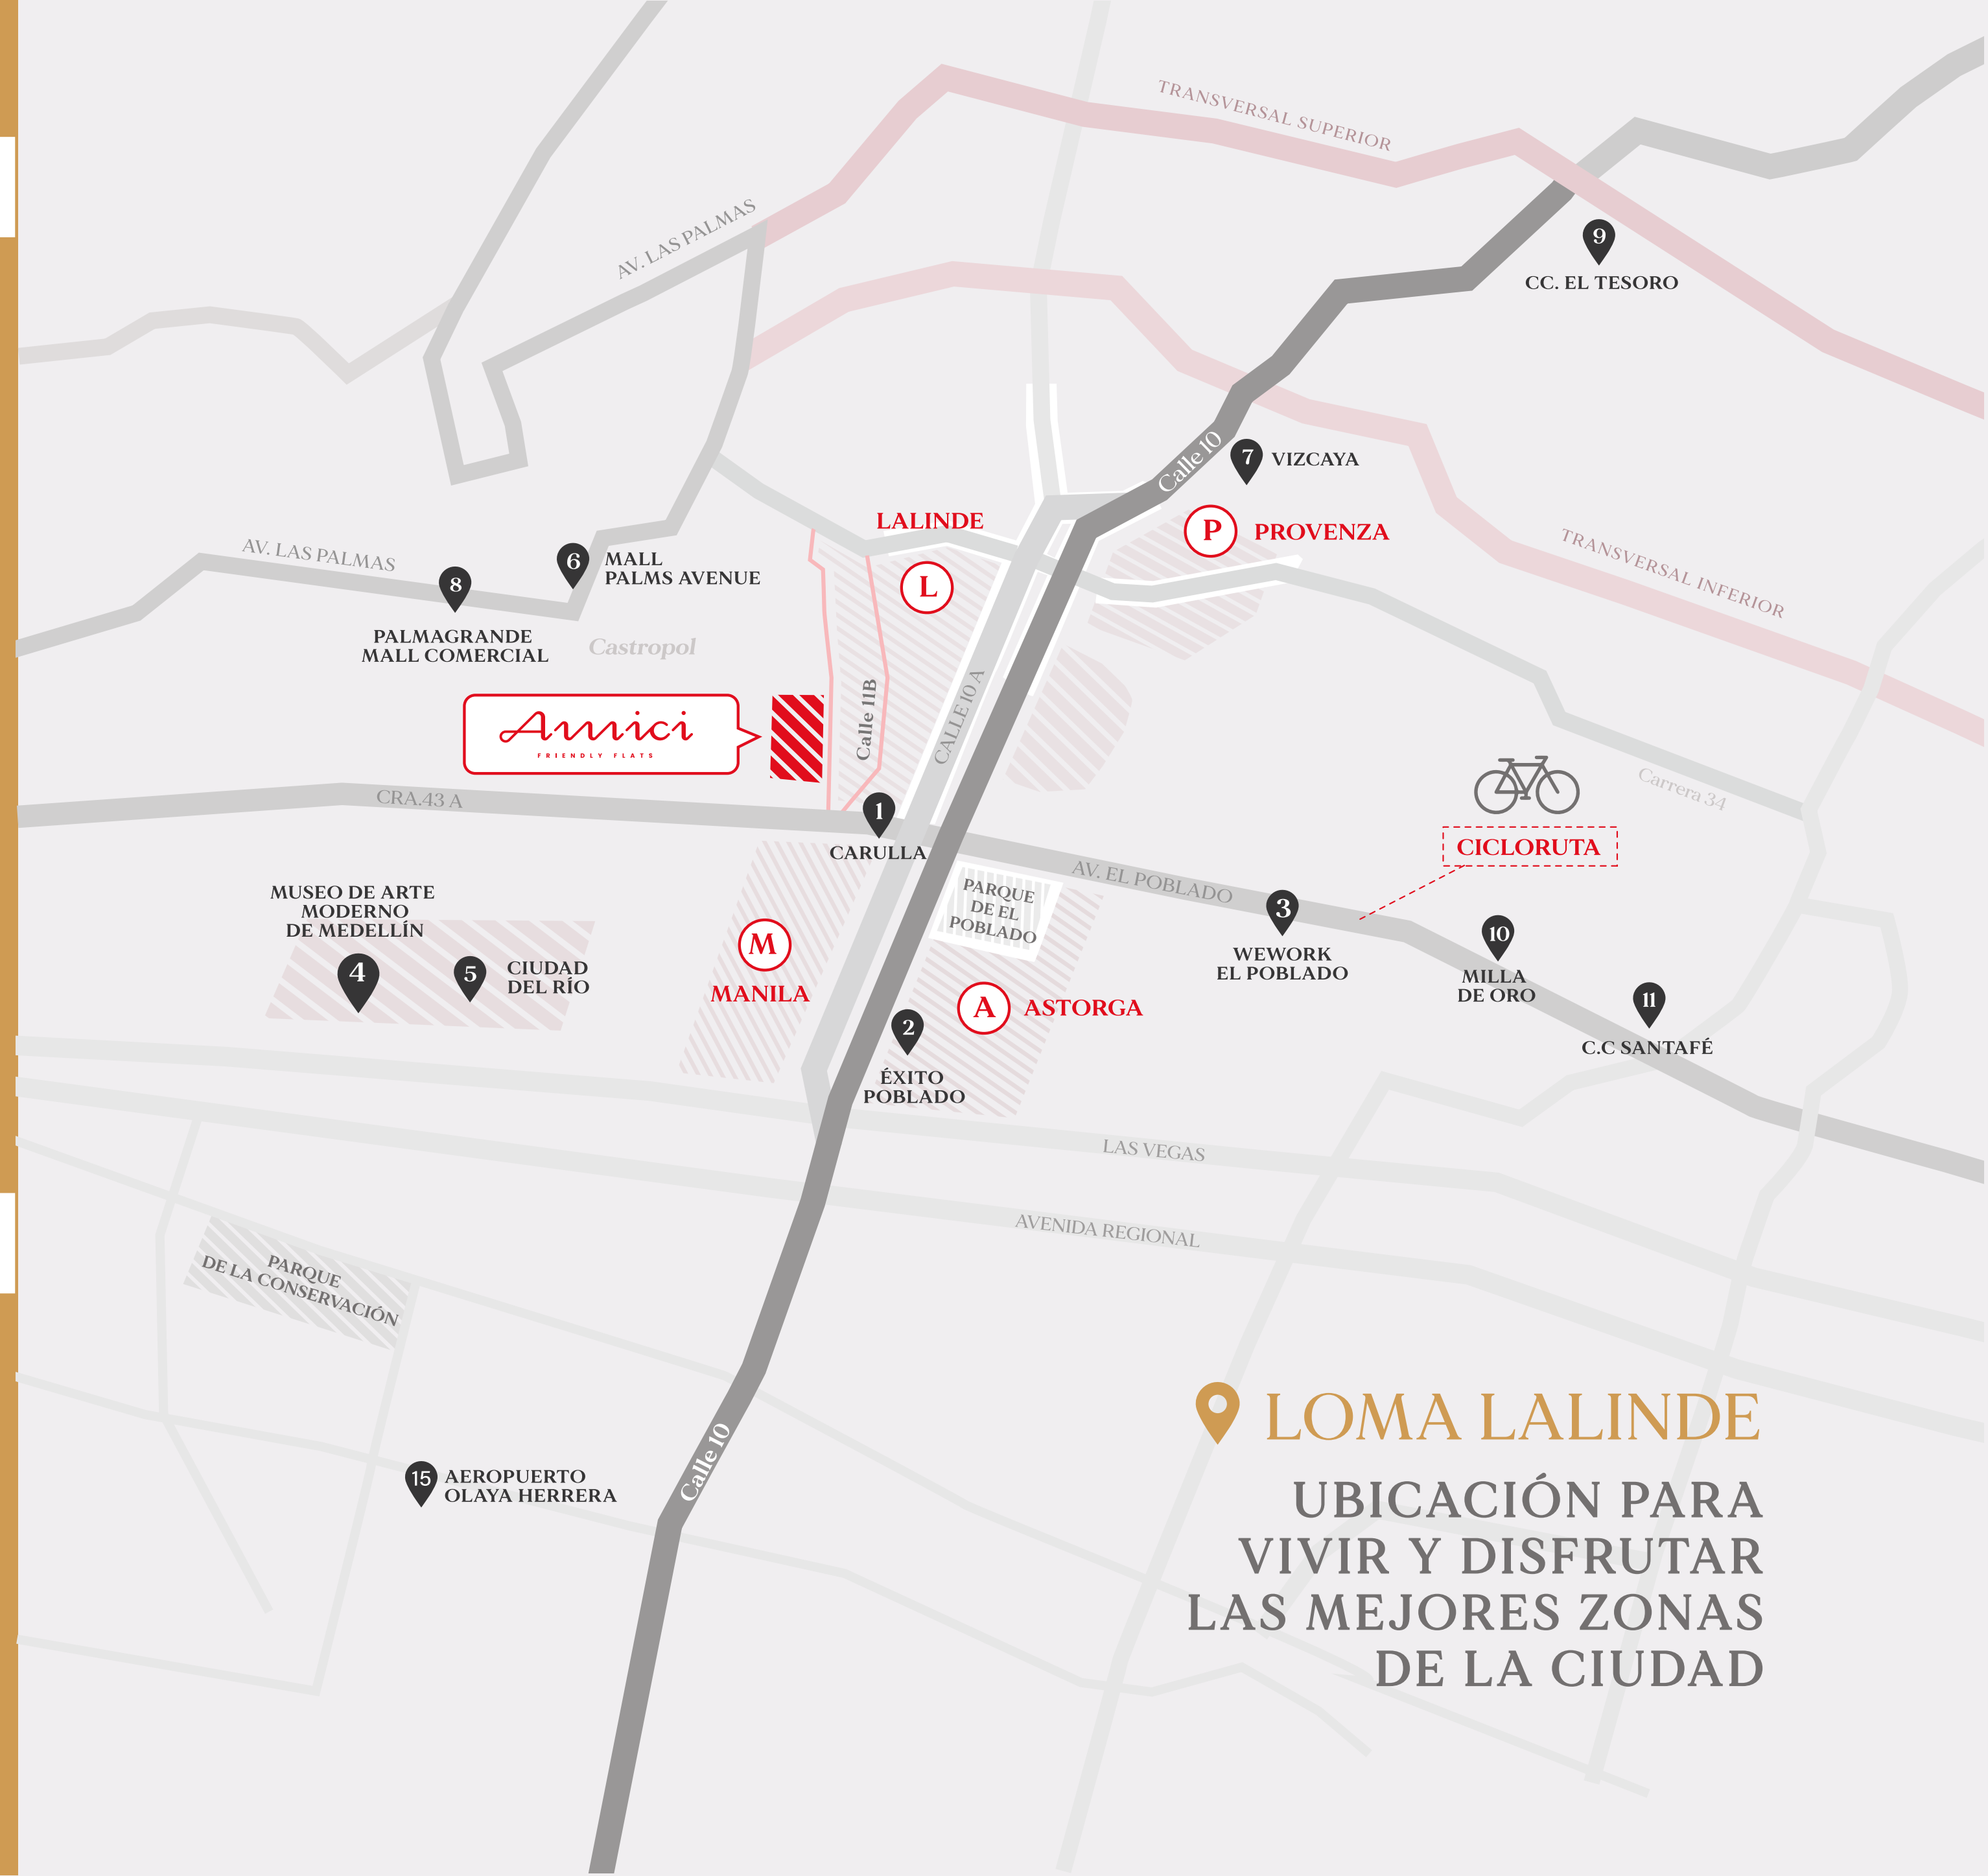 TRANSVERSAL SUPERIOR
AV. LAS PALMAS
9
CC. EL TESORO
Calle 10
7
VIZCAYA
LALINDE
P
PROVENZA
AV. LAS PALMAS
6
MALL
PALMS AVENUE
8
L
TRANSVERSAL INFERIOR
PALMAGRANDE
MALL COMERCIAL
Castropol
Amici
FRIENDLY FLATS
Calle 11B
CALLE 10 A
Carrera 34
CRA.43 A
1
CARULLA
CICLORUTA
AV. EL POBLADO
PARQUE
DE EL
POBLADO
3
WEWORK
EL POBLADO
10
MILLA
DE ORO
11
C.C SANTAFÉ
MUSEO DE ARTE
MODERNO
DE MEDELLÍN
4
5
CIUDAD
DEL RÍO
M
MANILA
A
ASTORGA
2
ÉXITO
POBLADO
LAS VEGAS
AVENIDA REGIONAL
PARQUE
DE LA CONSERVACIÓN
15
AEROPUERTO
OLAYA HERRERA
Calle 10
LOMA LALINDE
UBICACIÓN PARA
VIVIR Y DISFRUTAR
LAS MEJORES ZONAS
DE LA CIUDAD